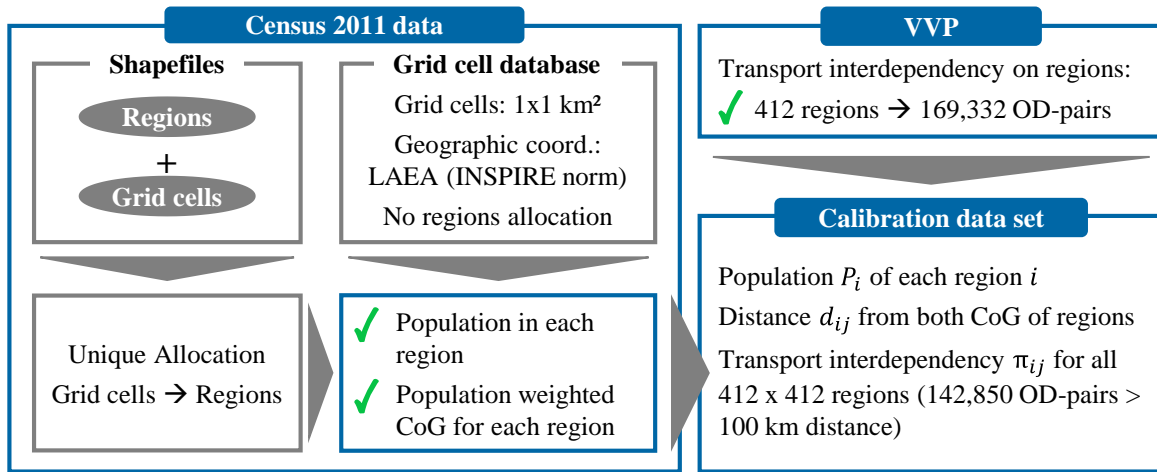 Census 2011 data
Shapefiles
Regions
+
Grid cells
Grid cell database
Grid cells: 1x1 km²
Geographic coord.:
LAEA (INSPIRE norm)
No regions allocation
Unique Allocation
Grid cells → Regions
Population in each
region
Population weighted
CoG for each region
VVP
Transport interdependency on regions:
412 regions → 169,332 OD-pairs
Calibration data set
Population P_i of each region i
Distance d_ij from both CoG of regions
Transport interdependency π_ij for all
412 x 412 regions (142,850 OD-pairs >
100 km distance)